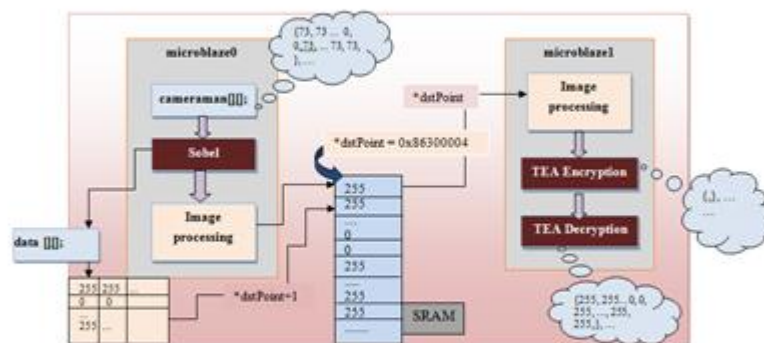 microblaze0
cameraman[][];
Sobel
Image
processing
data [][];
255 255 ...
0 0
...
255 ...
*dstPoint+1
{73, 73 ... 0,
0,73, ... 73, 73,
}, ...
*dstPoint = 0x86300004
*dstPoint
255
255
....
0
0
255
.....
255
255
......
SRAM
microblaze1
Image
processing
TEA Encryption
TEA Decryption
{,}, ...
....
{255, 255... 0, 0,
255, ..., 255,
255,}, ...